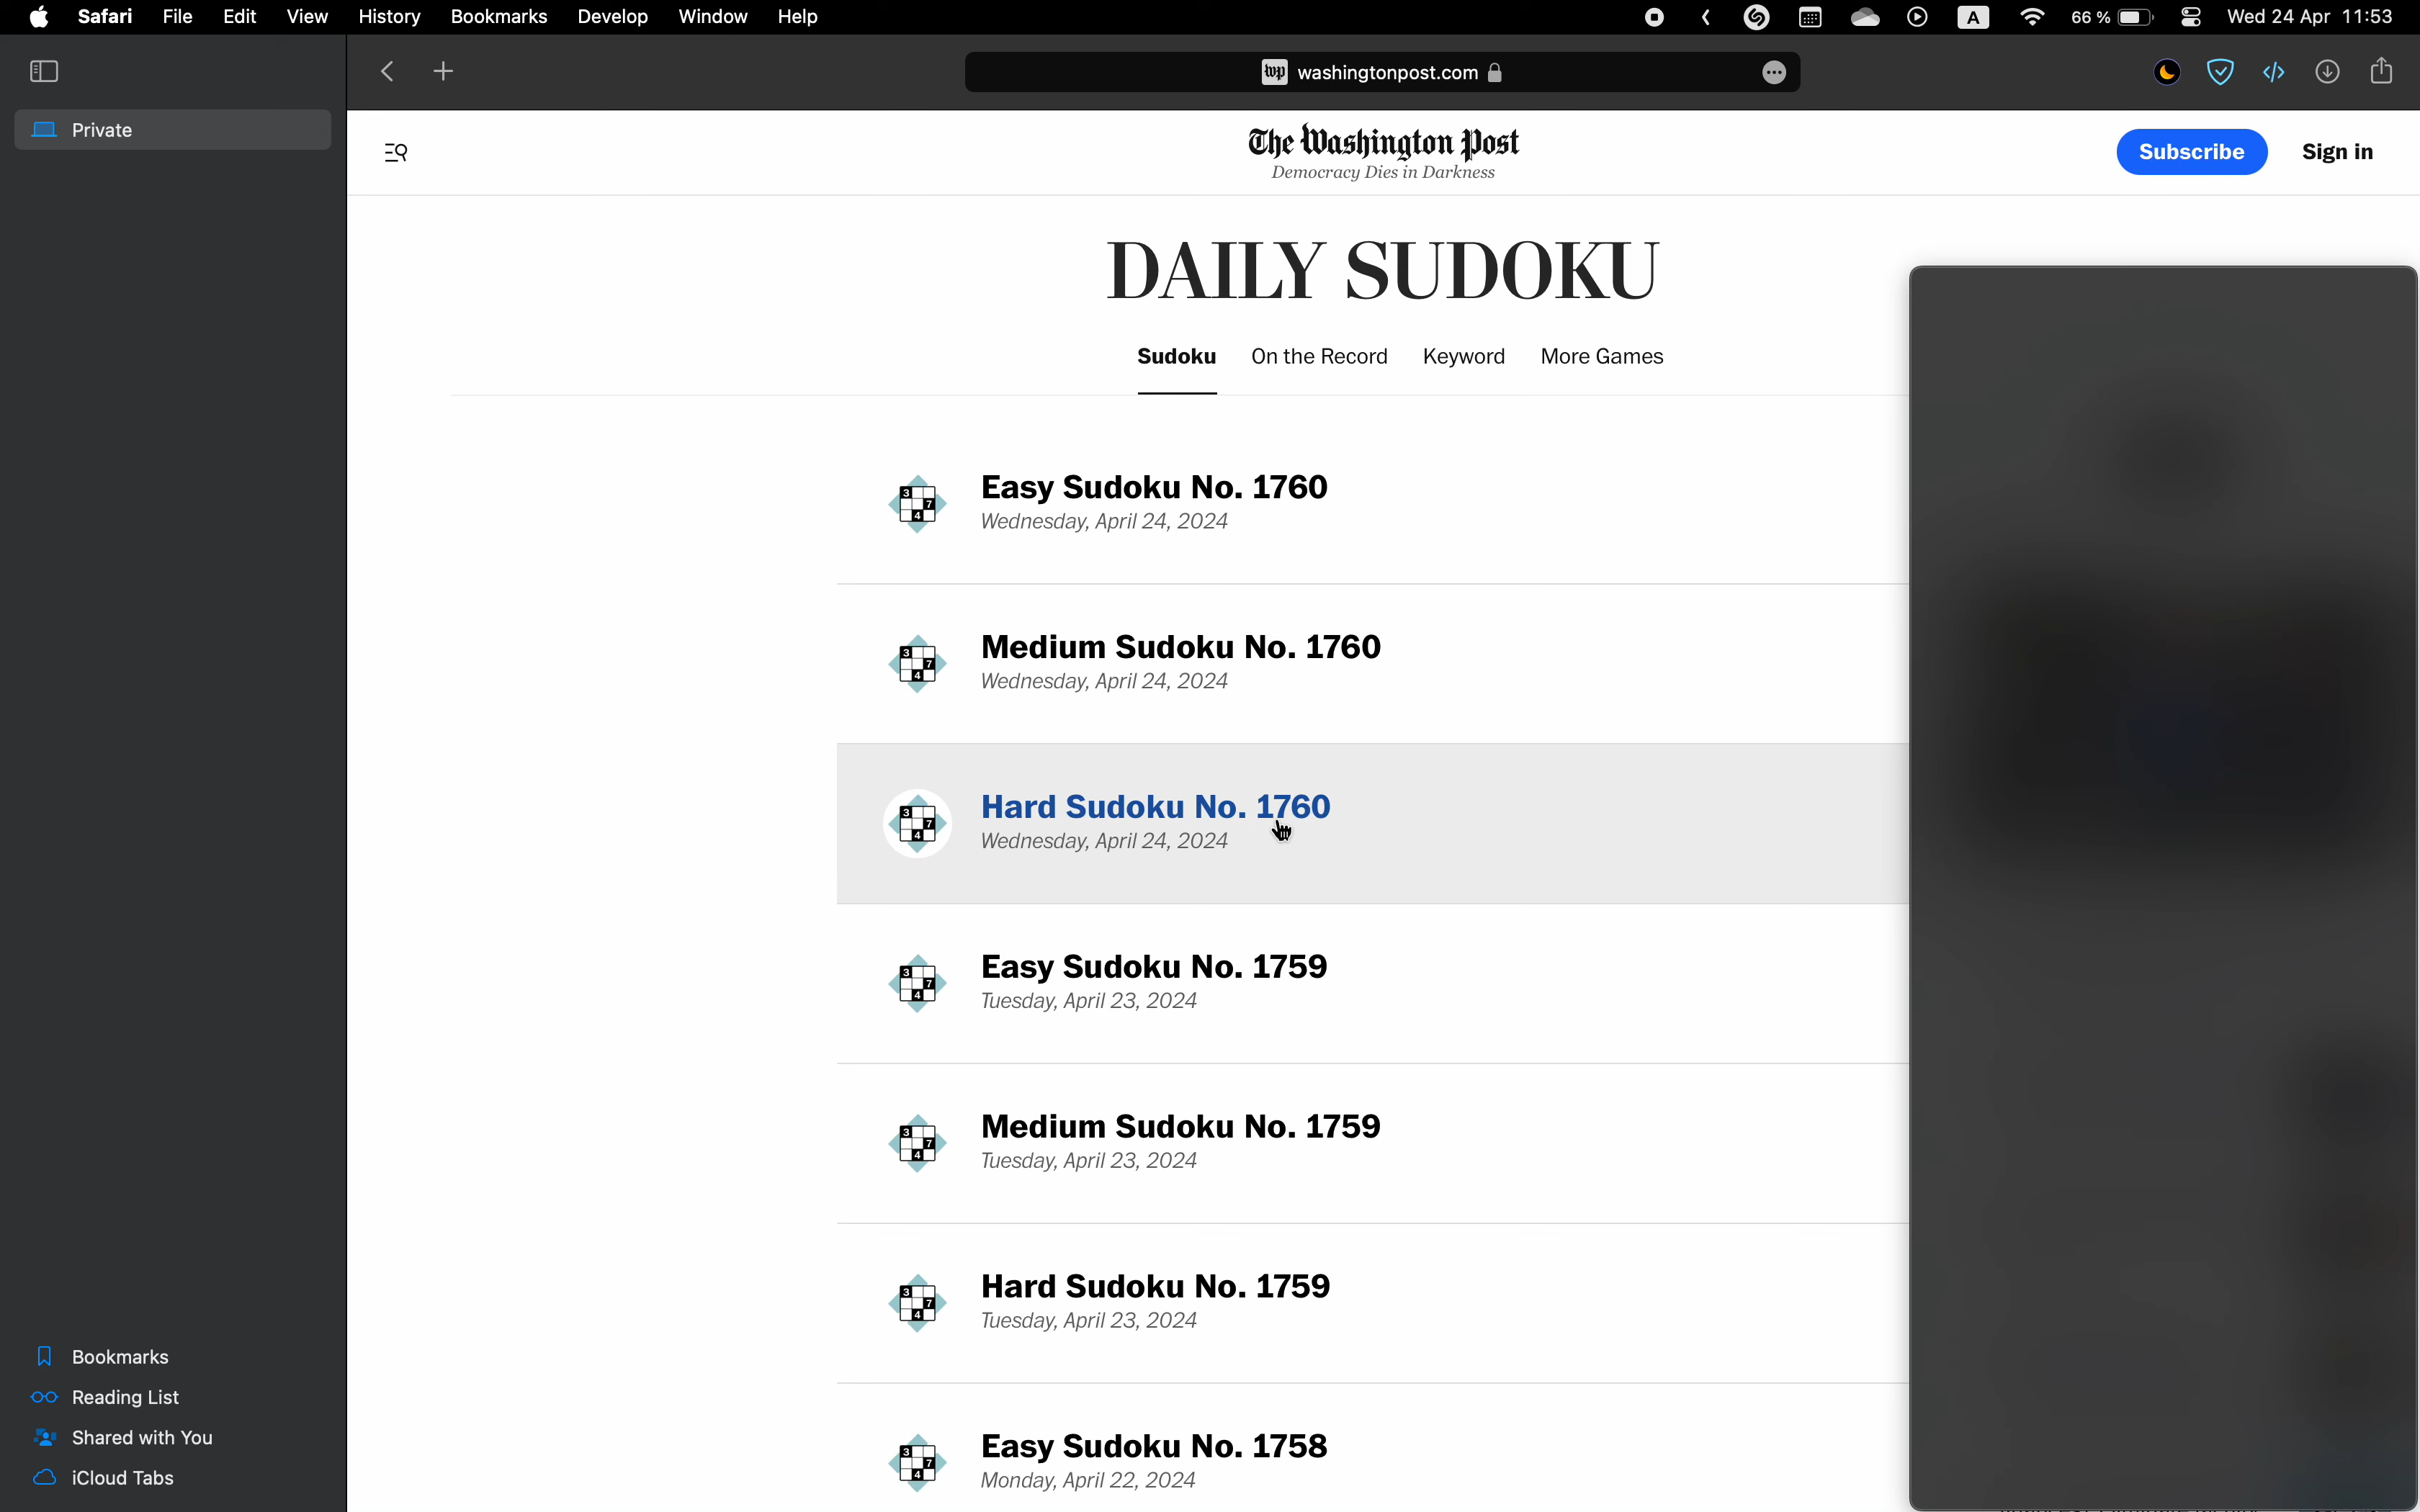 Safari File Edit View History Bookmarks Develop Window Help A 66 % Wed 24 Apr 11:53
wp washingtonpost.com
Private
The Washington Post
Democracy Dies in Darkness
Subscribe Sign in
DAILY SUDOKU
Sudoku On the Record Keyword More Games
Easy Sudoku No. 1760
Wednesday, April 24, 2024
Medium Sudoku No. 1760
Wednesday, April 24, 2024
Hard Sudoku No. 1760
Wednesday, April 24, 2024
Easy Sudoku No. 1759
Tuesday, April 23, 2024
Medium Sudoku No. 1759
Tuesday, April 23, 2024
Hard Sudoku No. 1759
Tuesday, April 23, 2024
Easy Sudoku No. 1758
Monday, April 22, 2024
Bookmarks
Reading List
Shared with You
iCloud Tabs